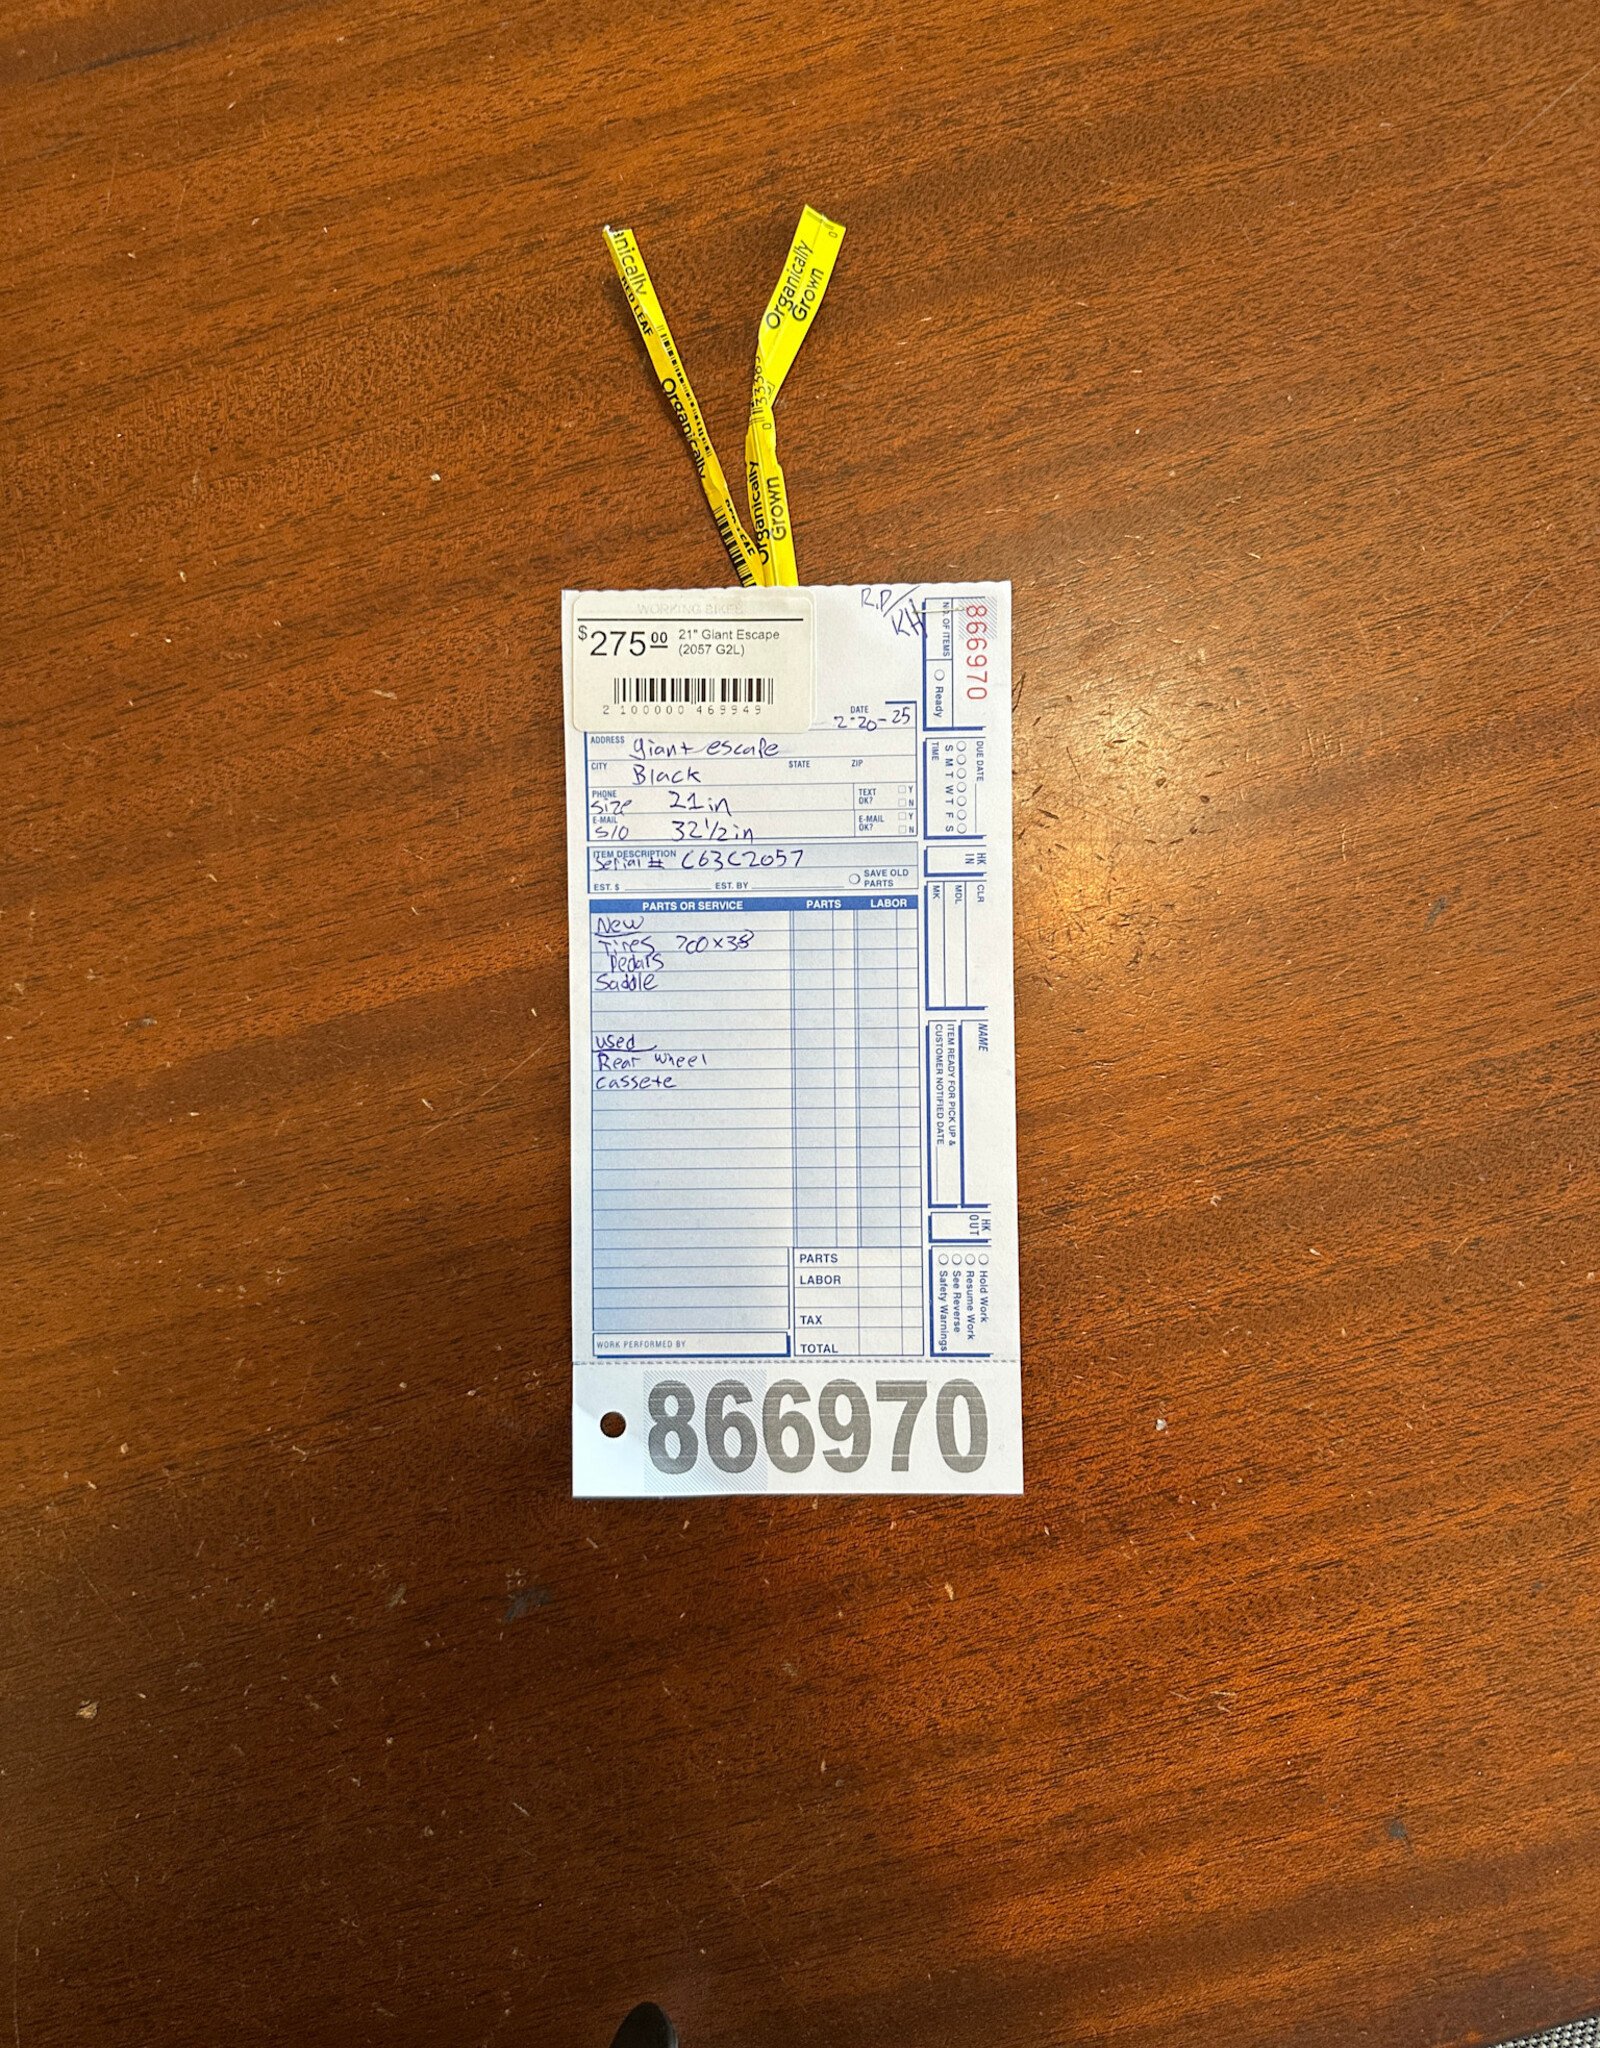 Organically
Grown
Organically
Organically
Grown
WORKING BIKES
$275.00 21" Giant Escape
(2057 G2L)
2 100000 469949
R.P/
KH
DATE
2-20-25
ADDRESS giant escape
CITY Black STATE ZIP
PHONE
Size 21in
TEXT OK? Y N
E-MAIL
S/O 32 1/2 in
E-MAIL OK? Y N
ITEM DESCRIPTION
Serial # C63C2057
EST. $ EST. BY SAVE OLD PARTS
PARTS OR SERVICE PARTS LABOR
New
Tires 700x38
Pedals
Saddle
used
Rear wheel
cassete
PARTS
LABOR
TAX
WORK PERFORMED BY TOTAL
866970
866970
NO. OF ITEMS
Ready
DUE DATE
S M T W T F S
TIME
HK IN
CLR
MDL
MK
NAME
ITEM READY FOR PICK UP &
CUSTOMER NOTIFIED DATE
HK OUT
Hold Work
Resume Work
See Reverse
Safety Warnings